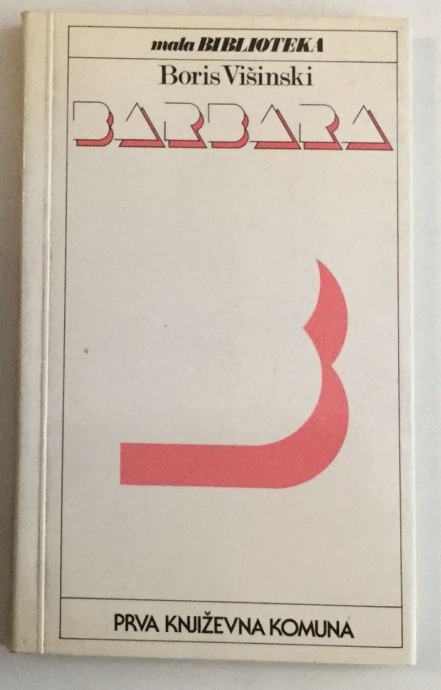 mala BIBLIOTEKA
Boris Višinski
BARBARA
PRVA KNJIŽEVNA KOMUNA